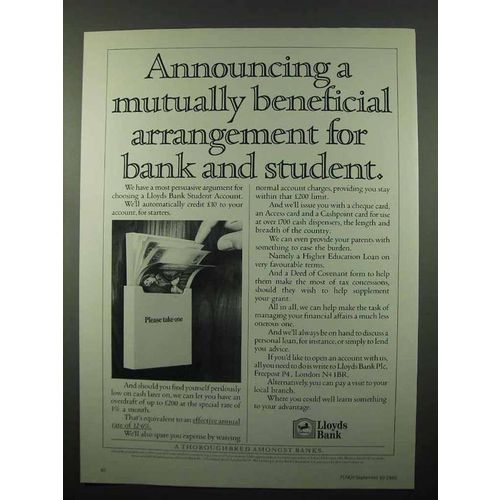 Announcing a
mutually beneficial
arrangement for
bank and student.
We have a most persuasive argument for
choosing a Lloyds Bank Student Account.
We'll automatically credit £10 to your
account, for starters.
Please take one
And should you find yourself perilously
low on cash later on, we can let you have an
overdraft of up to £200 at the special rate of
1% a month.
That's equivalent to an effective annual
rate of 12.6%.
We'll also spare you expense by waiving
normal account charges, providing you stay
within that £200 limit.
And we'll issue you with a cheque card,
an Access card and a Cashpoint card for use
at over 1700 cash dispensers, the length and
breadth of the country.
We can even provide your parents with
something to ease the burden.
Namely a Higher Education Loan on
very favourable terms.
And a Deed of Covenant form to help
them make the most of tax concessions,
should they wish to help supplement
your grant.
All in all, we can help make the task of
managing your financial affairs a much less
onerous one.
And we'll always be on hand to discuss a
personal loan, for instance, or simply to lend
you advice.
If you'd like to open an account with us,
all you need to do is write to Lloyds Bank Plc,
Freepost P4, London N4 1BR.
Alternatively, you can pay a visit to your
local branch.
Where you could well learn something
to your advantage.
Lloyds
Bank
A THOROUGHBRED AMONGST BANKS.
PUNCH September 10 1985